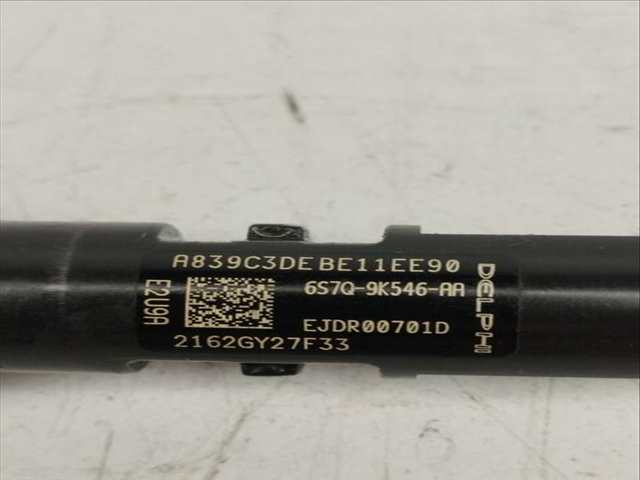 A839C3DEBE11EE90
6S7Q-9K546-AA
EJDR00701D
2162GY27F33
E2U9A
DELPHI